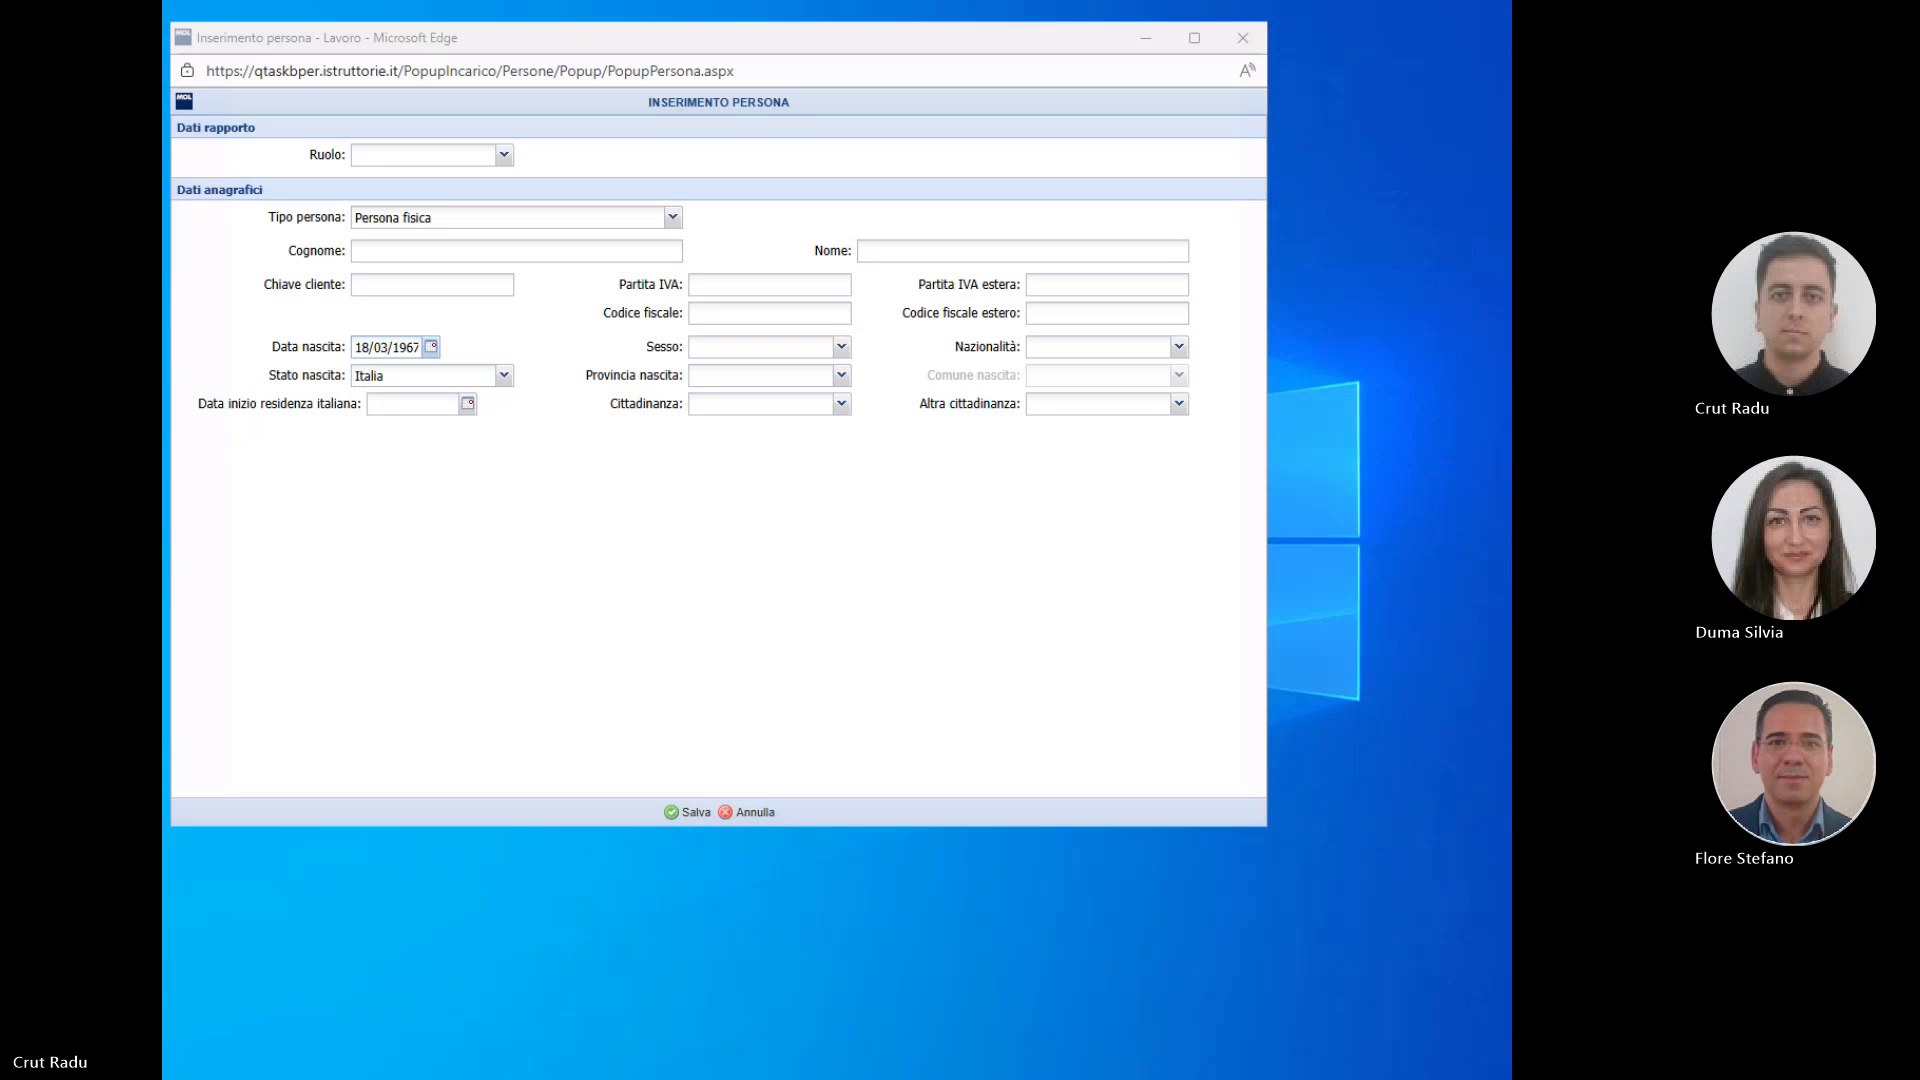 Inserimento persona - Lavoro - Microsoft Edge
https://qtaskbper.istruttorie.it/PopupIncarico/Persone/Popup/PopupPersona.aspx
MOL
INSERIMENTO PERSONA
Dati rapporto
Ruolo:
Dati anagrafici
Tipo persona: Persona fisica
Cognome: Nome:
Chiave cliente: Partita IVA: Partita IVA estera:
Codice fiscale: Codice fiscale estero:
Data nascita: 18/03/1967 Sesso: Nazionalità:
Stato nascita: Italia Provincia nascita: Comune nascita:
Data inizio residenza italiana: Cittadinanza: Altra cittadinanza:
Salva Annulla
Crut Radu
Duma Silvia
Flore Stefano
Crut Radu